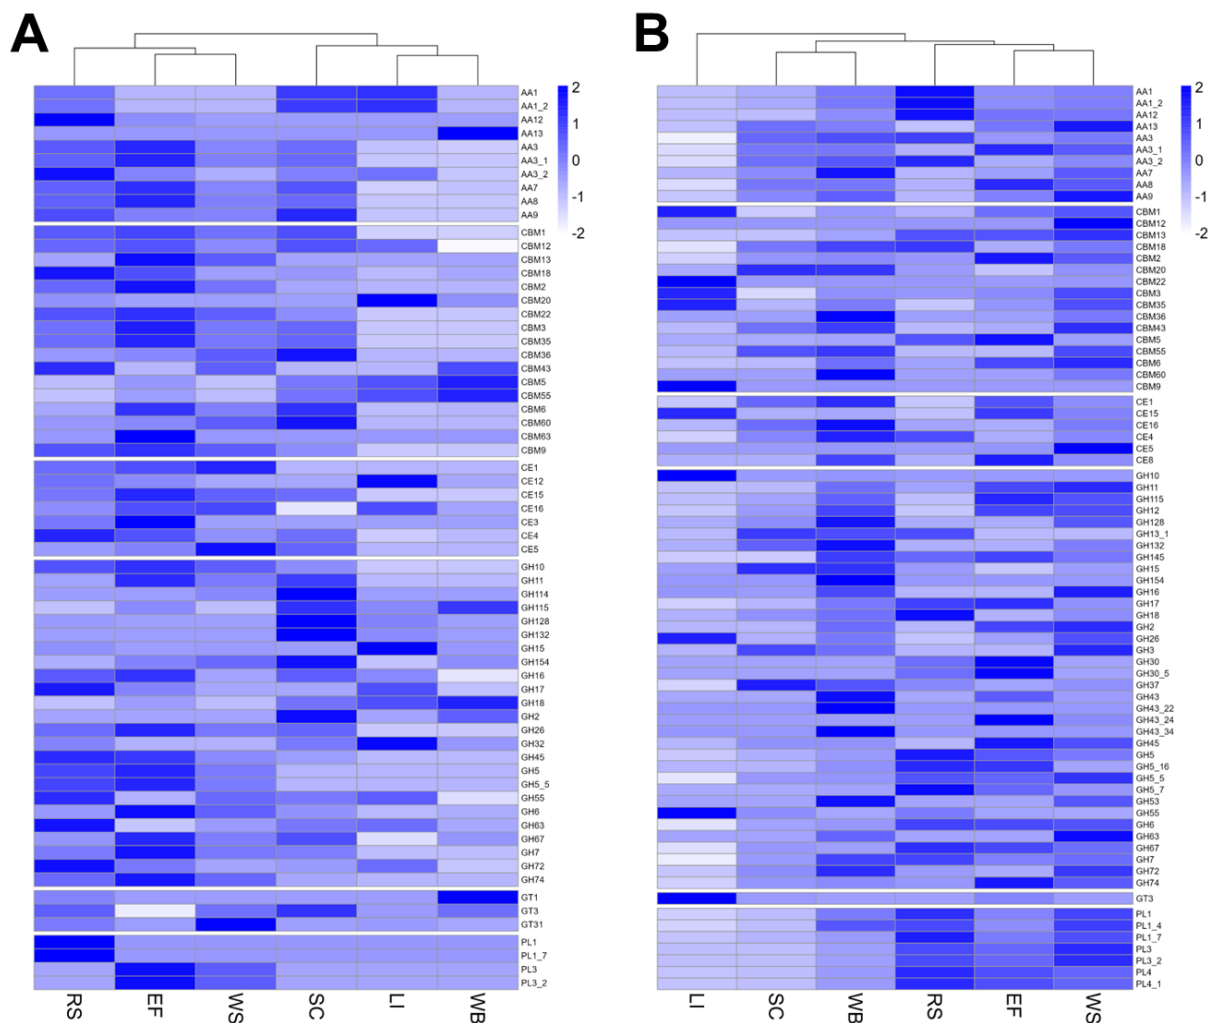 A
B
AA1
AA1_2
AA12
AA13
AA3
AA3_1
AA3_2
AA7
AA8
AA9
CBM1
CBM12
CBM13
CBM18
CBM2
CBM20
CBM22
CBM3
CBM35
CBM36
CBM43
CBM5
CBM55
CBM6
CBM60
CBM63
CBM9
CE1
CE12
CE15
CE16
CE3
CE4
CE5
GH10
GH11
GH114
GH115
GH128
GH132
GH15
GH154
GH16
GH17
GH18
GH2
GH26
GH32
GH45
GH5
GH5_5
GH55
GH6
GH63
GH67
GH7
GH72
GH74
GT1
GT3
GT31
PL1
PL1_7
PL3
PL3_2
2
1
0
-1
-2
RS EF WS SC LI WB
AA1
AA1_2
AA12
AA13
AA3
AA3_1
AA3_2
AA7
AA8
AA9
CBM1
CBM12
CBM13
CBM18
CBM2
CBM20
CBM22
CBM3
CBM35
CBM36
CBM43
CBM5
CBM55
CBM6
CBM60
CBM9
CE1
CE15
CE16
CE4
CE5
CE8
GH10
GH11
GH115
GH12
GH128
GH13_1
GH132
GH145
GH15
GH154
GH16
GH17
GH18
GH2
GH26
GH3
GH30
GH30_5
GH37
GH43
GH43_22
GH43_24
GH43_34
GH45
GH5
GH5_16
GH5_5
GH5_7
GH53
GH55
GH6
GH63
GH67
GH7
GH72
GH74
GT3
PL1
PL1_4
PL1_7
PL3
PL3_2
PL4
PL4_1
2
1
0
-1
-2
LI SC WB RS EF WS